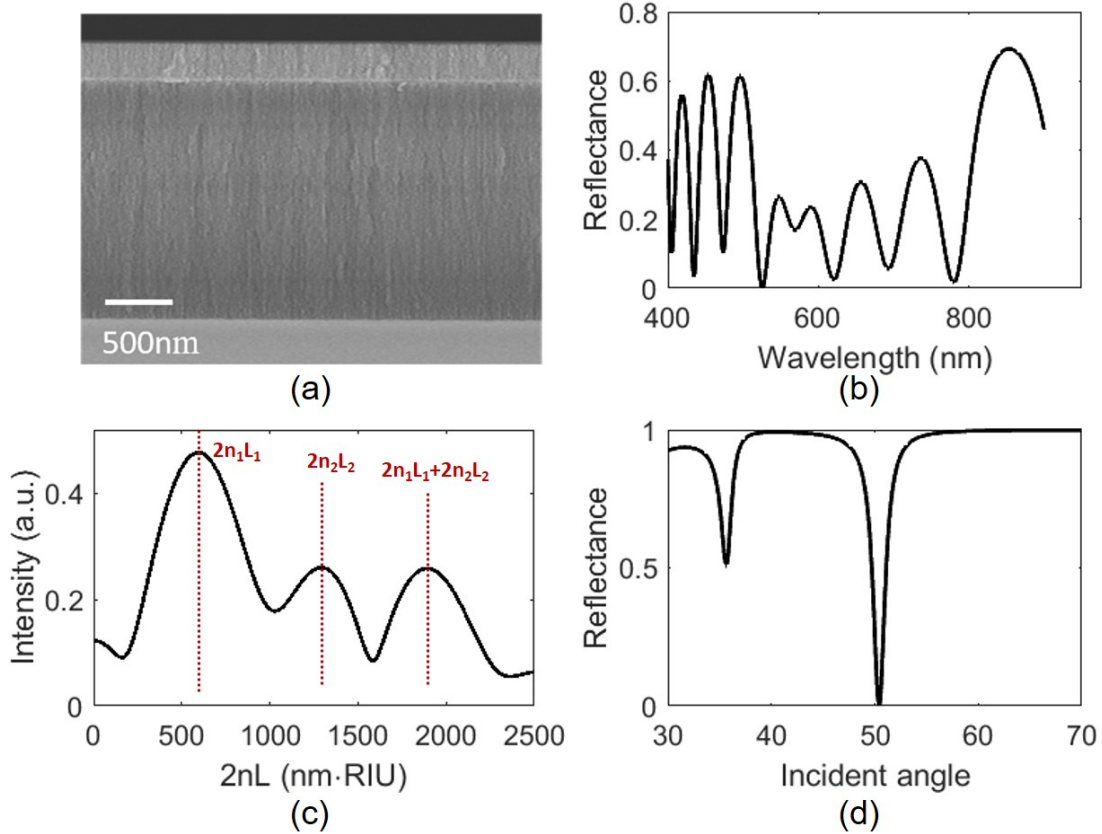 500nm
(a)
0.8
0.6
0.4
0.2
0
Reflectance
400
600
800
Wavelength (nm)
(b)
2n₁L₁
2n₂L₂
2n₁L₁+2n₂L₂
0.4
0.2
0
Intensity (a.u.)
0
500
1000
1500
2000
2500
2nL (nm·RIU)
(c)
1
0.5
0
Reflectance
30
40
50
60
70
Incident angle
(d)